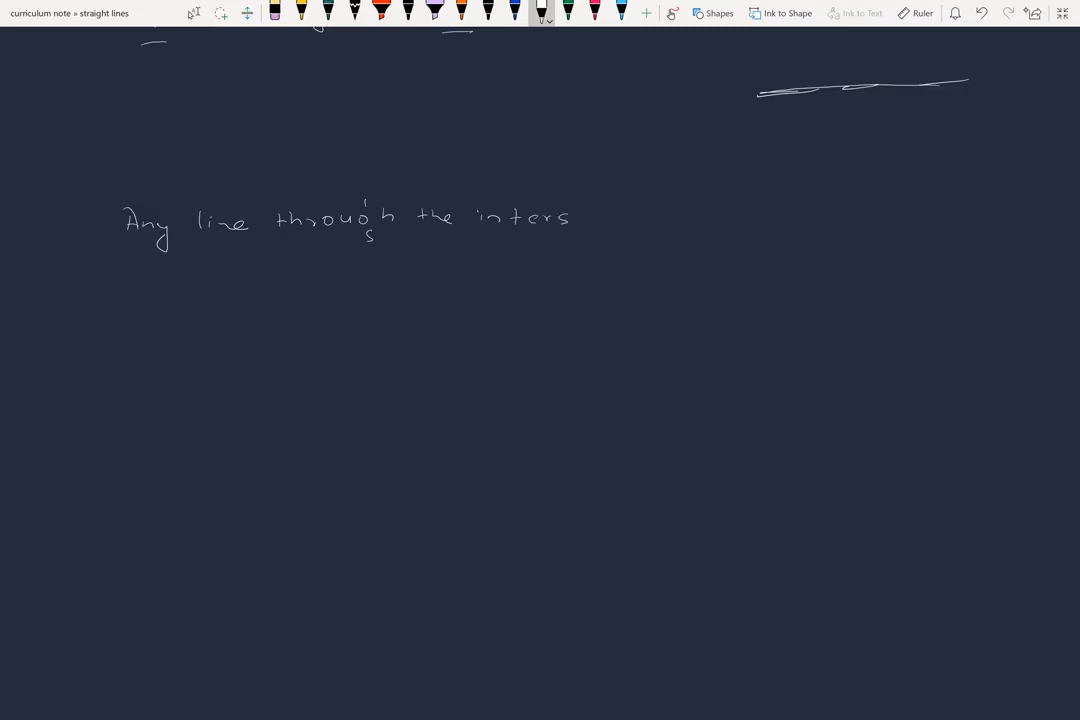 curriculum note » straight lines
Shapes
Ink to Shape
Ink to Text
Ruler
Any line through the inters